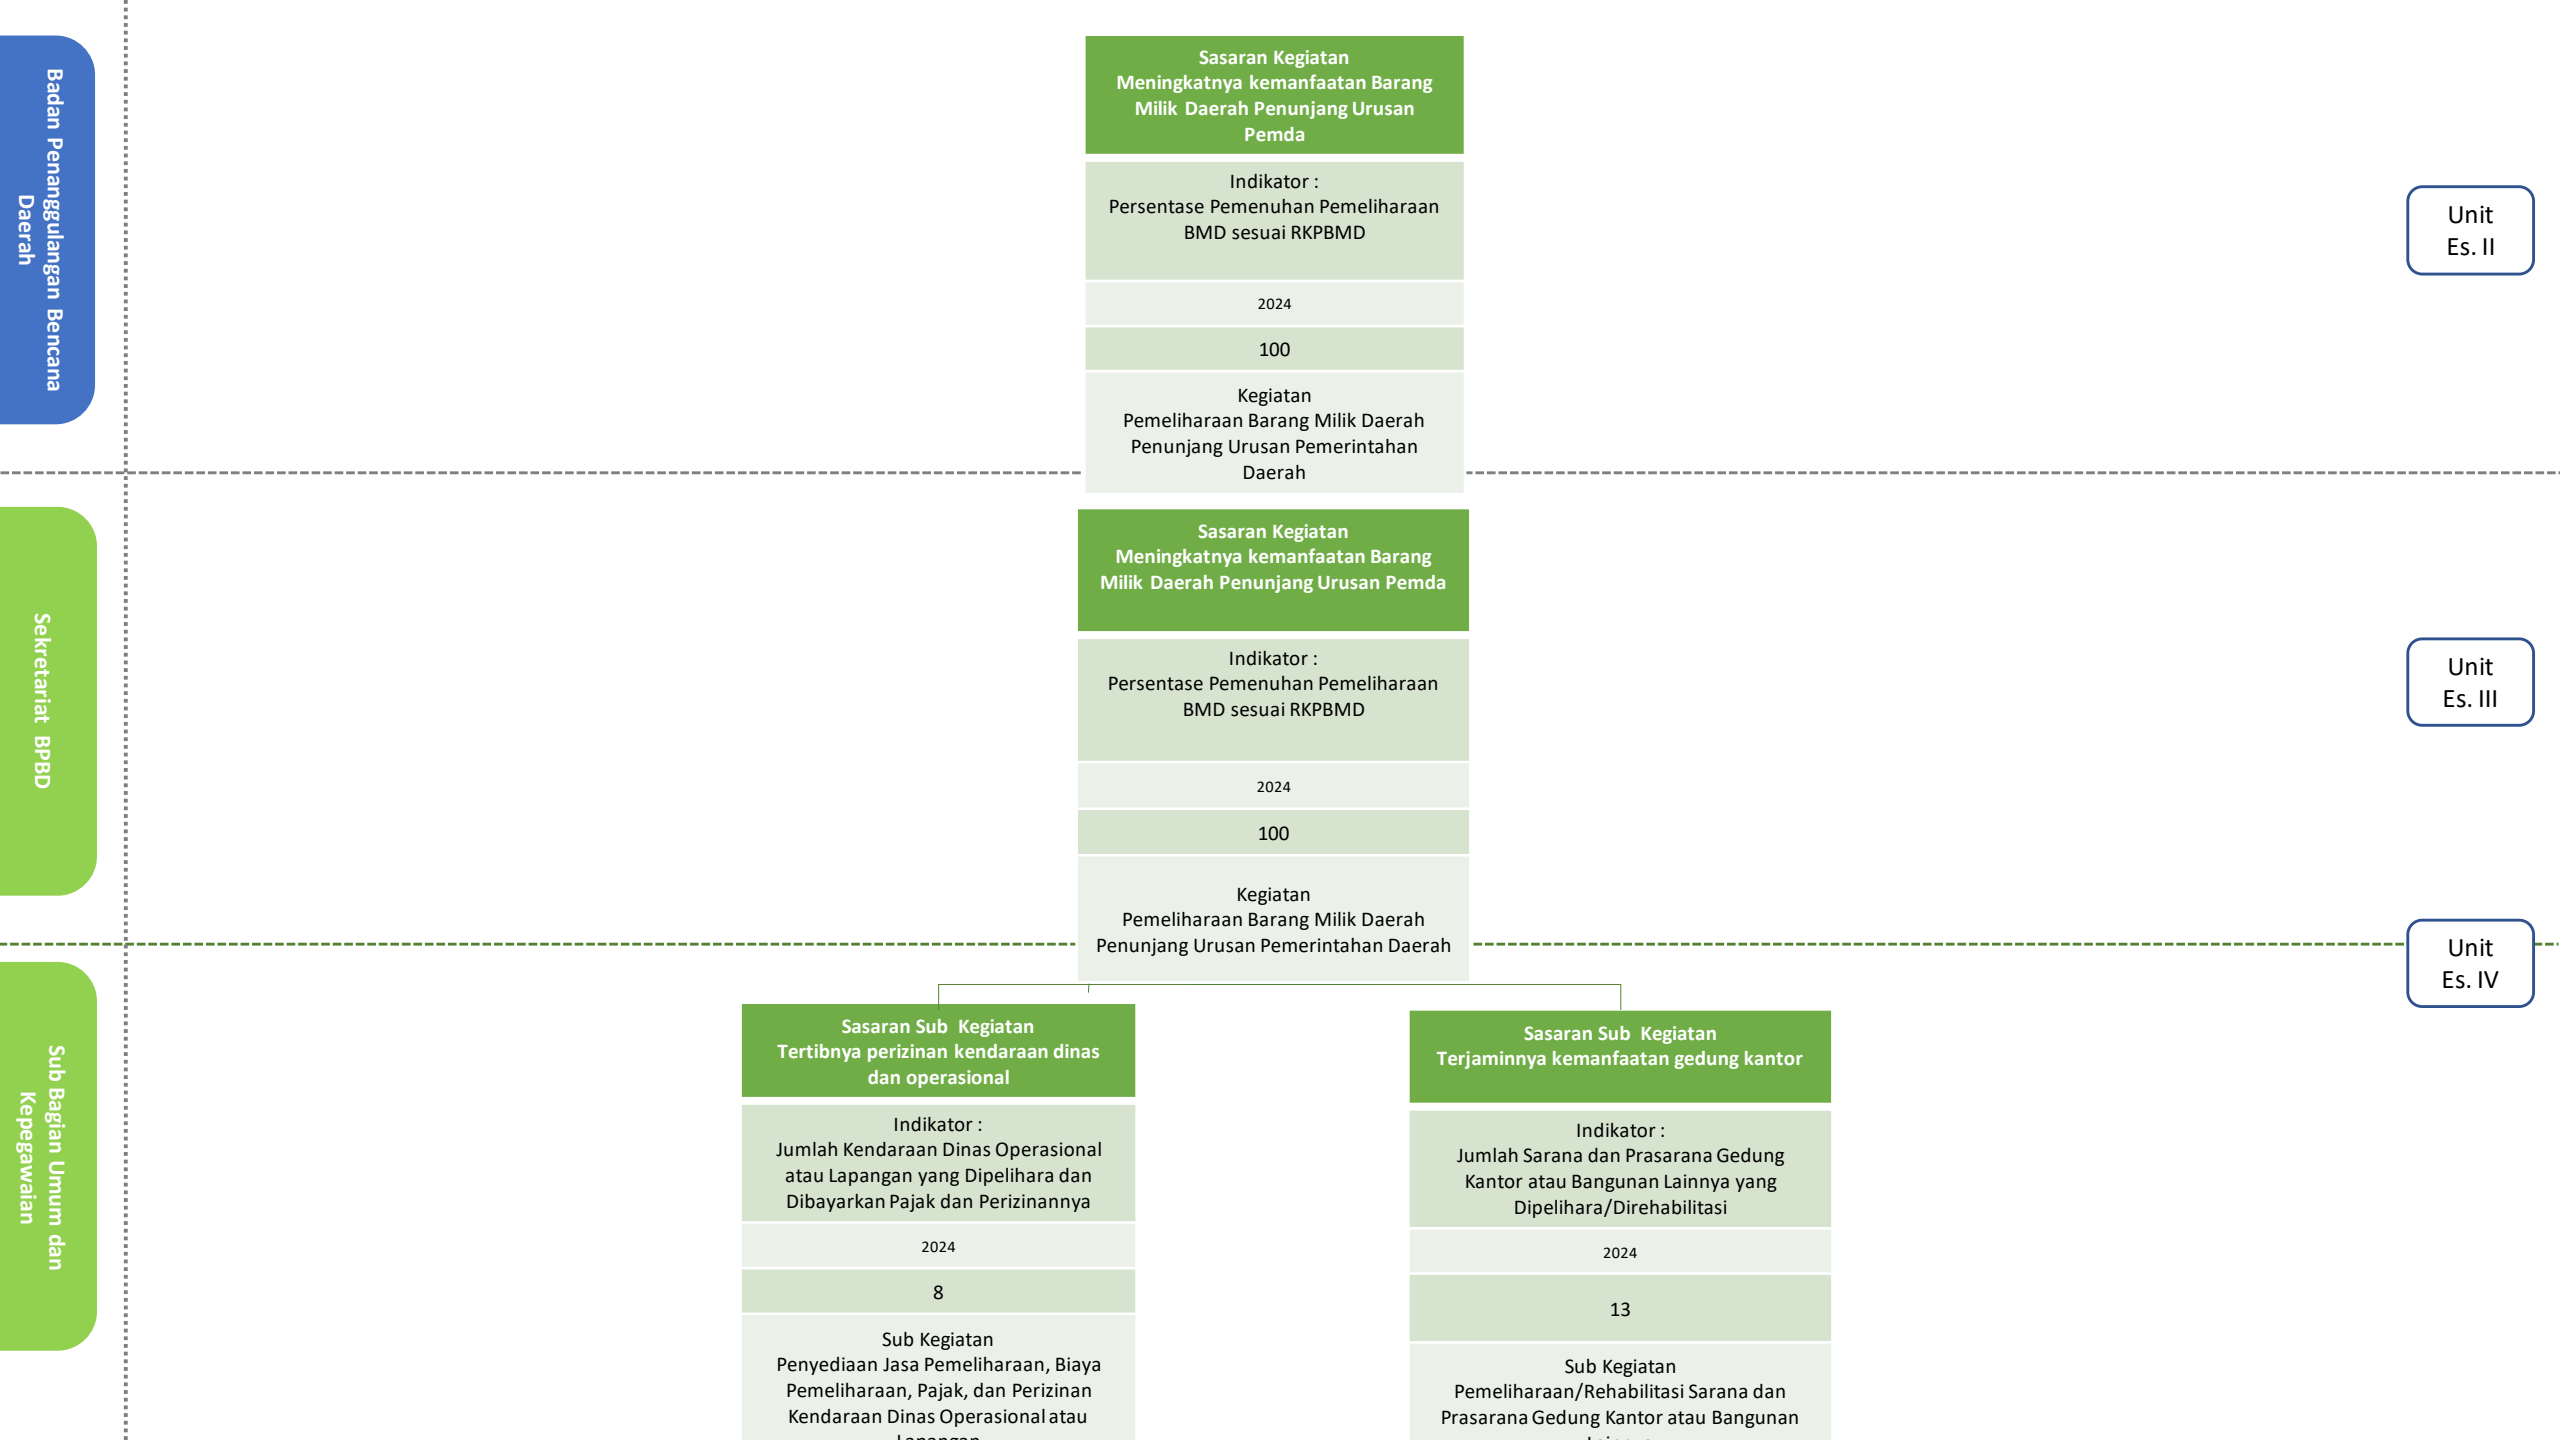 Badan Penanggulangan Bencana
Daerah
Sasaran Kegiatan
Meningkatnya kemanfaatan Barang
Milik Daerah Penunjang Urusan
Pemda
Indikator :
Persentase Pemenuhan Pemeliharaan
BMD sesuai RKPBMD
2024
100
Kegiatan
Pemeliharaan Barang Milik Daerah
Penunjang Urusan Pemerintahan
Daerah
Unit
Es. II
Sekretariat BPBD
Sasaran Kegiatan
Meningkatnya kemanfaatan Barang
Milik Daerah Penunjang Urusan Pemda
Indikator :
Persentase Pemenuhan Pemeliharaan
BMD sesuai RKPBMD
2024
100
Kegiatan
Pemeliharaan Barang Milik Daerah
Penunjang Urusan Pemerintahan Daerah
Unit
Es. III
Unit
Es. IV
Sub Bagian Umum dan
Kepegawaian
Sasaran Sub Kegiatan
Tertibnya perizinan kendaraan dinas
dan operasional
Indikator :
Jumlah Kendaraan Dinas Operasional
atau Lapangan yang Dipelihara dan
Dibayarkan Pajak dan Perizinannya
2024
8
Sub Kegiatan
Penyediaan Jasa Pemeliharaan, Biaya
Pemeliharaan, Pajak, dan Perizinan
Kendaraan Dinas Operasional atau
Sasaran Sub Kegiatan
Terjaminnya kemanfaatan gedung kantor
Indikator :
Jumlah Sarana dan Prasarana Gedung
Kantor atau Bangunan Lainnya yang
Dipelihara/Direhabilitasi
2024
13
Sub Kegiatan
Pemeliharaan/Rehabilitasi Sarana dan
Prasarana Gedung Kantor atau Bangunan